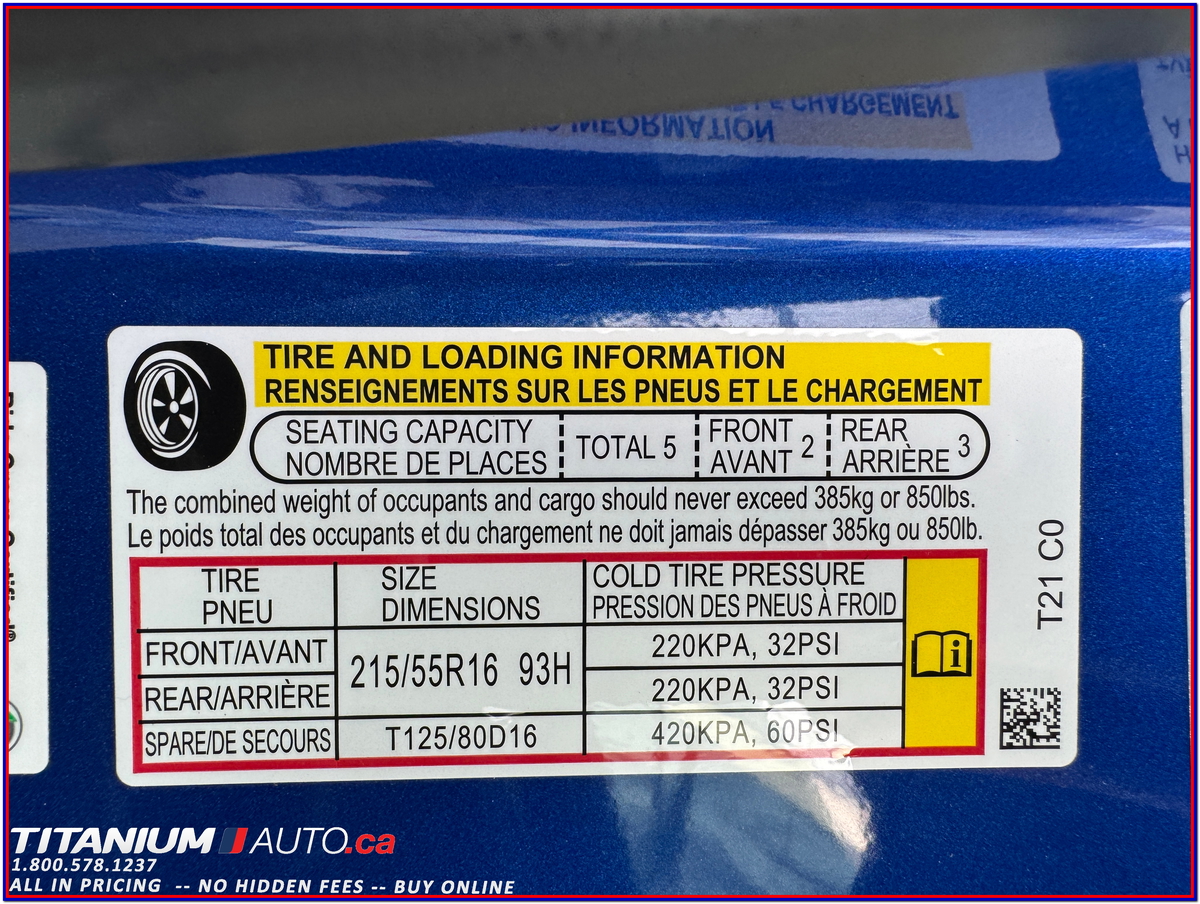 TIRE AND LOADING INFORMATION
RENSEIGNEMENTS SUR LES PNEUS ET LE CHARGEMENT
SEATING CAPACITY
NOMBRE DE PLACES
TOTAL 5
FRONT
AVANT 2
REAR
ARRIÈRE 3
The combined weight of occupants and cargo should never exceed 385kg or 850lbs.
Le poids total des occupants et du chargement ne doit jamais dépasser 385kg ou 850lb.
TIRE
PNEU
SIZE
DIMENSIONS
COLD TIRE PRESSURE
PRESSION DES PNEUS À FROID
FRONT/AVANT
215/55R16 93H
220KPA, 32PSI
REAR/ARRIÈRE
220KPA, 32PSI
SPARE/DE SECOURS
T125/80D16
420KPA, 60PSI
T21 C0
TITANIUM AUTO.ca
1.800.578.1237
ALL IN PRICING -- NO HIDDEN FEES -- BUY ONLINE